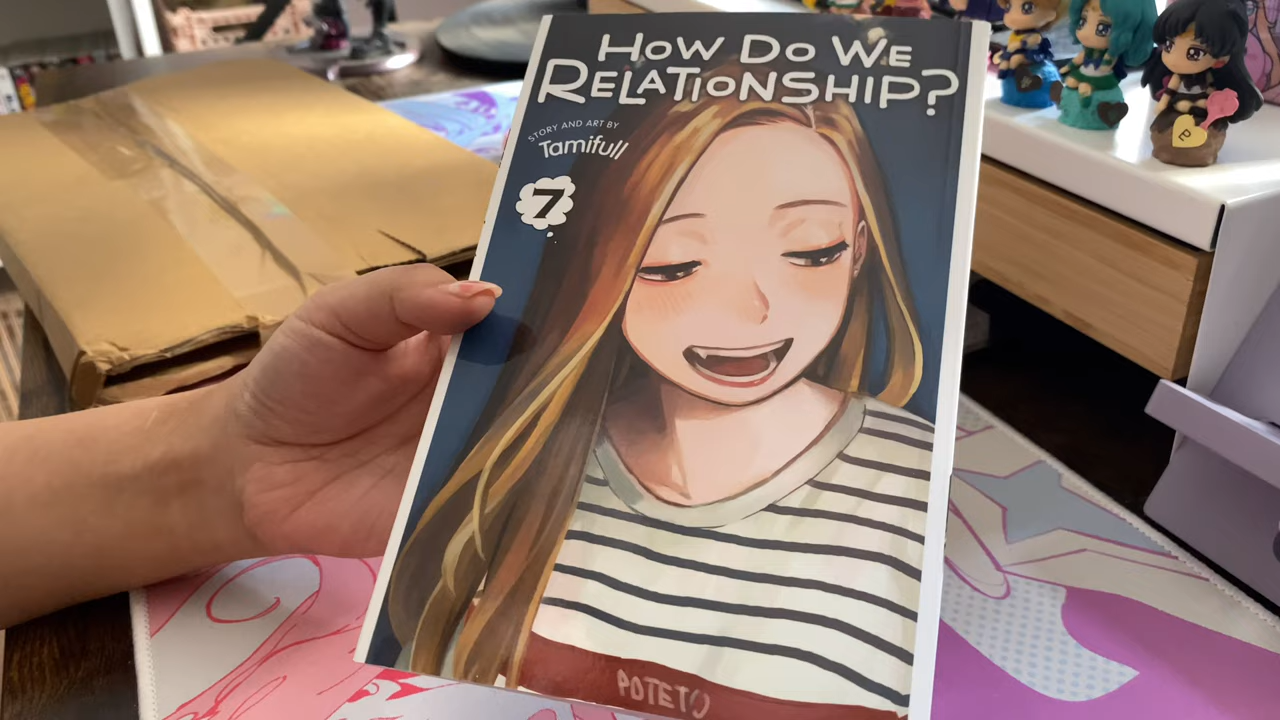 HOW DO WE
RELATIONSHIP?
STORY AND ART BY
Tamifull
7
POTETO
P